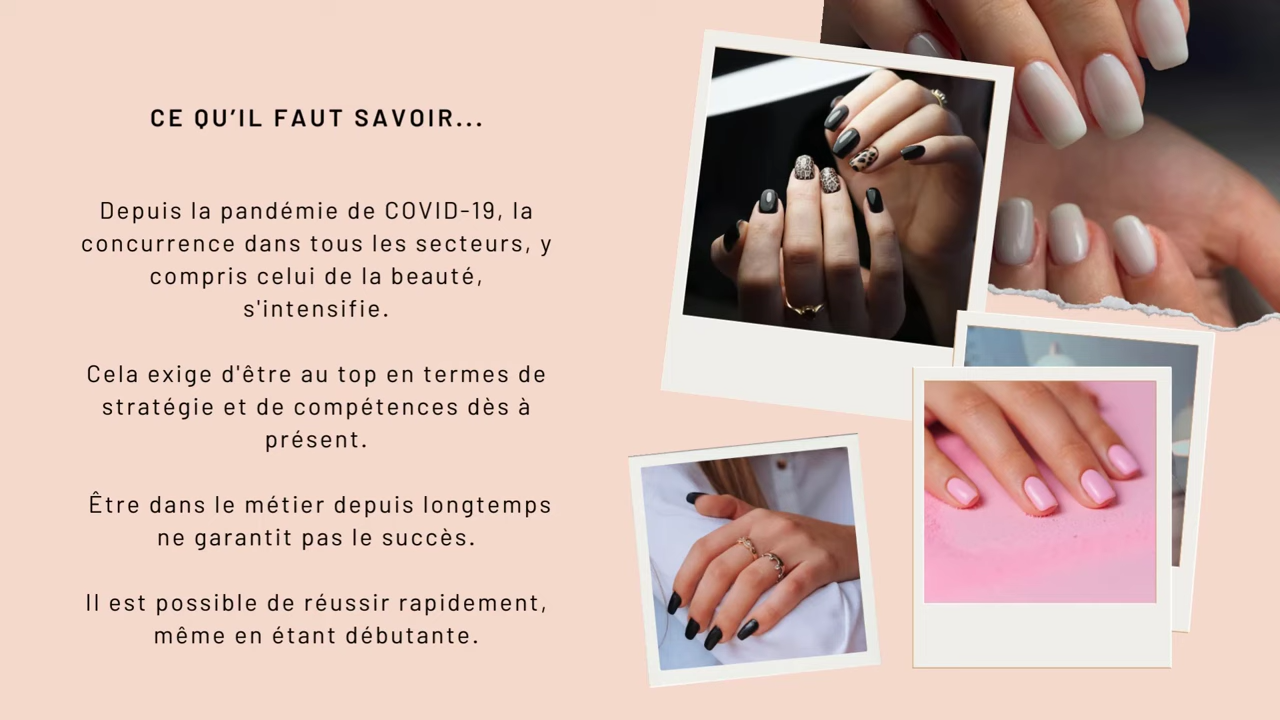 CE QU’IL FAUT SAVOIR...
Depuis la pandémie de COVID-19, la
concurrence dans tous les secteurs, y
compris celui de la beauté,
s'intensifie.
Cela exige d'être au top en termes de
stratégie et de compétences dès à
présent.
Être dans le métier depuis longtemps
ne garantit pas le succès.
Il est possible de réussir rapidement,
même en étant débutante.